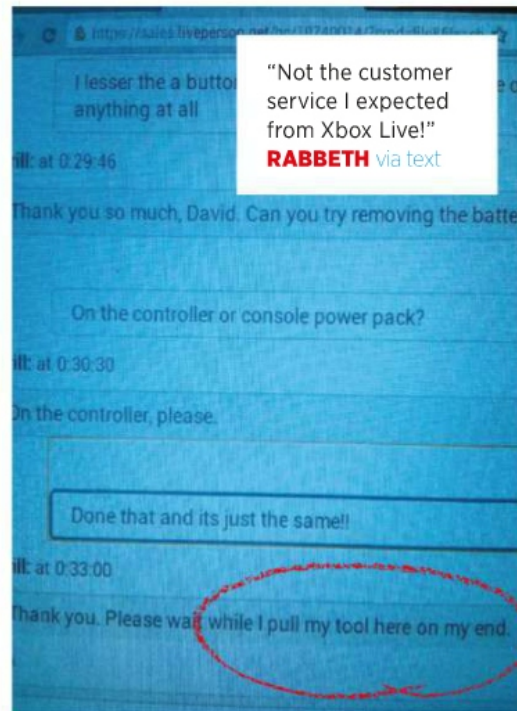 https://sales.liveperson.net/hc/
"Not the customer
service I expected
from Xbox Live!"
RABBETH via text
I lesser the a button
anything at all
ill: at 0:29:46
Thank you so much, David. Can you try removing the batte
On the controller or console power pack?
ill: at 0:30:30
On the controller, please.
Done that and its just the same!!
ill: at 0:33:00
Thank you. Please wait while I pull my tool here on my end.